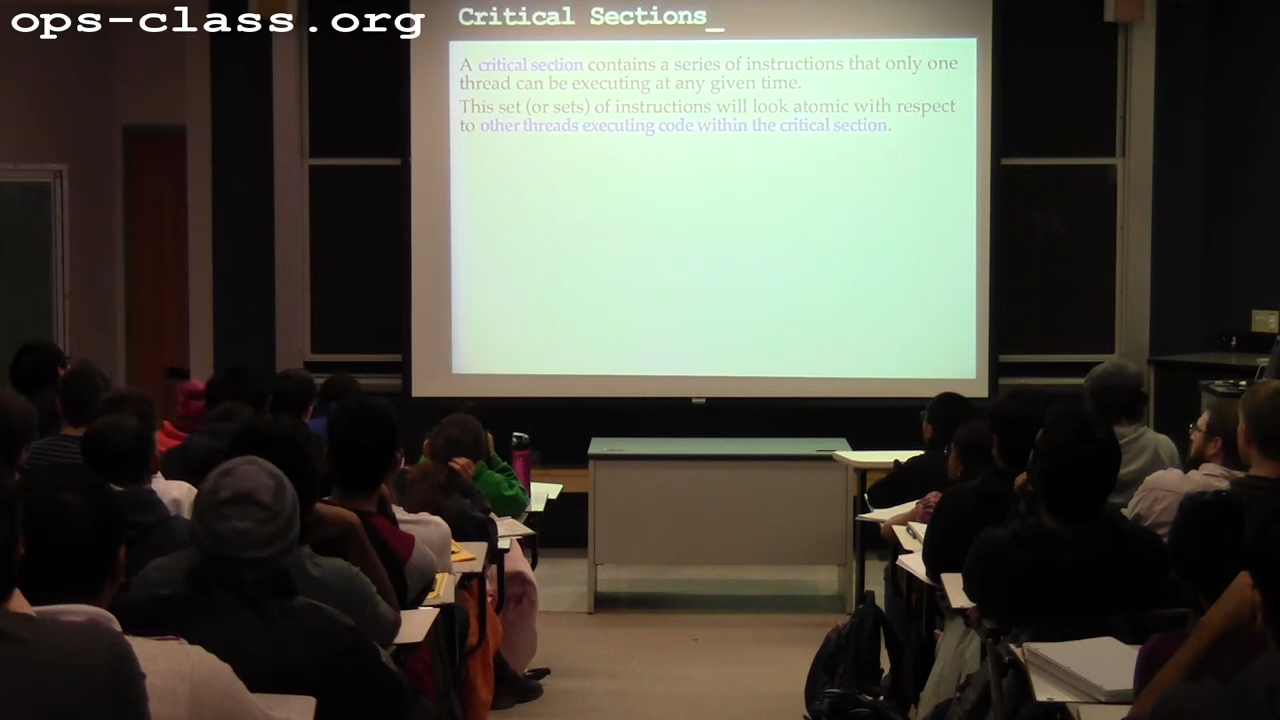 ops-class.org
Critical Sections_
A critical section contains a series of instructions that only one
thread can be executing at any given time.
This set (or sets) of instructions will look atomic with respect
to other threads executing code within the critical section.